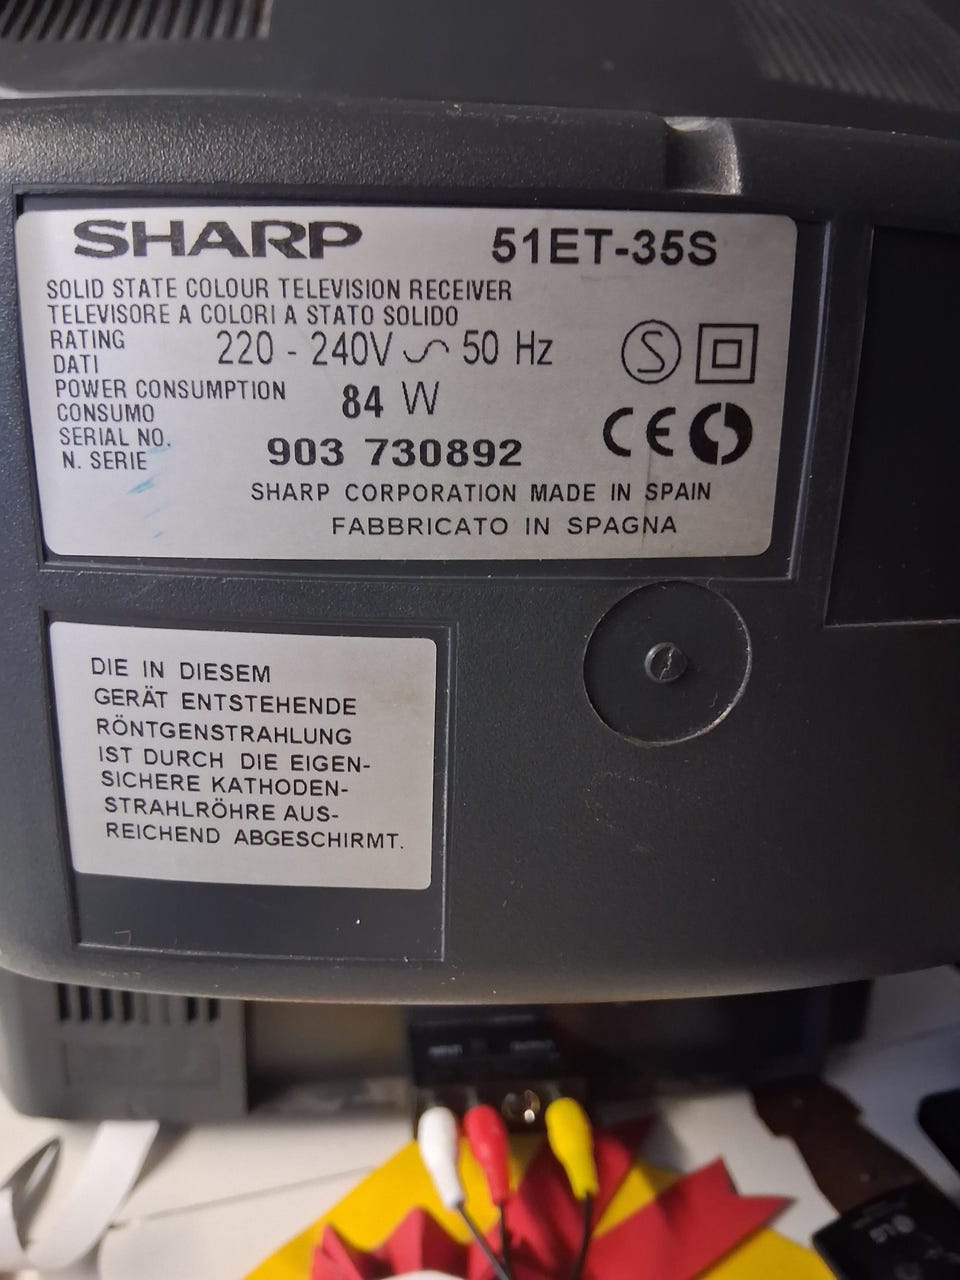 SHARP 51ET-35S
SOLID STATE COLOUR TELEVISION RECEIVER
TELEVISORE A COLORI A STATO SOLIDO
RATING
DATI
220 - 240V 50 Hz
POWER CONSUMPTION
CONSUMO
84 W
SERIAL NO.
N. SERIE
903 730892
S
CE
SHARP CORPORATION MADE IN SPAIN
FABBRICATO IN SPAGNA
DIE IN DIESEM
GERÄT ENTSTEHENDE
RÖNTGENSTRAHLUNG
IST DURCH DIE EIGEN-
SICHERE KATHODEN-
STRAHLRÖHRE AUS-
REICHEND ABGESCHIRMT.
LG